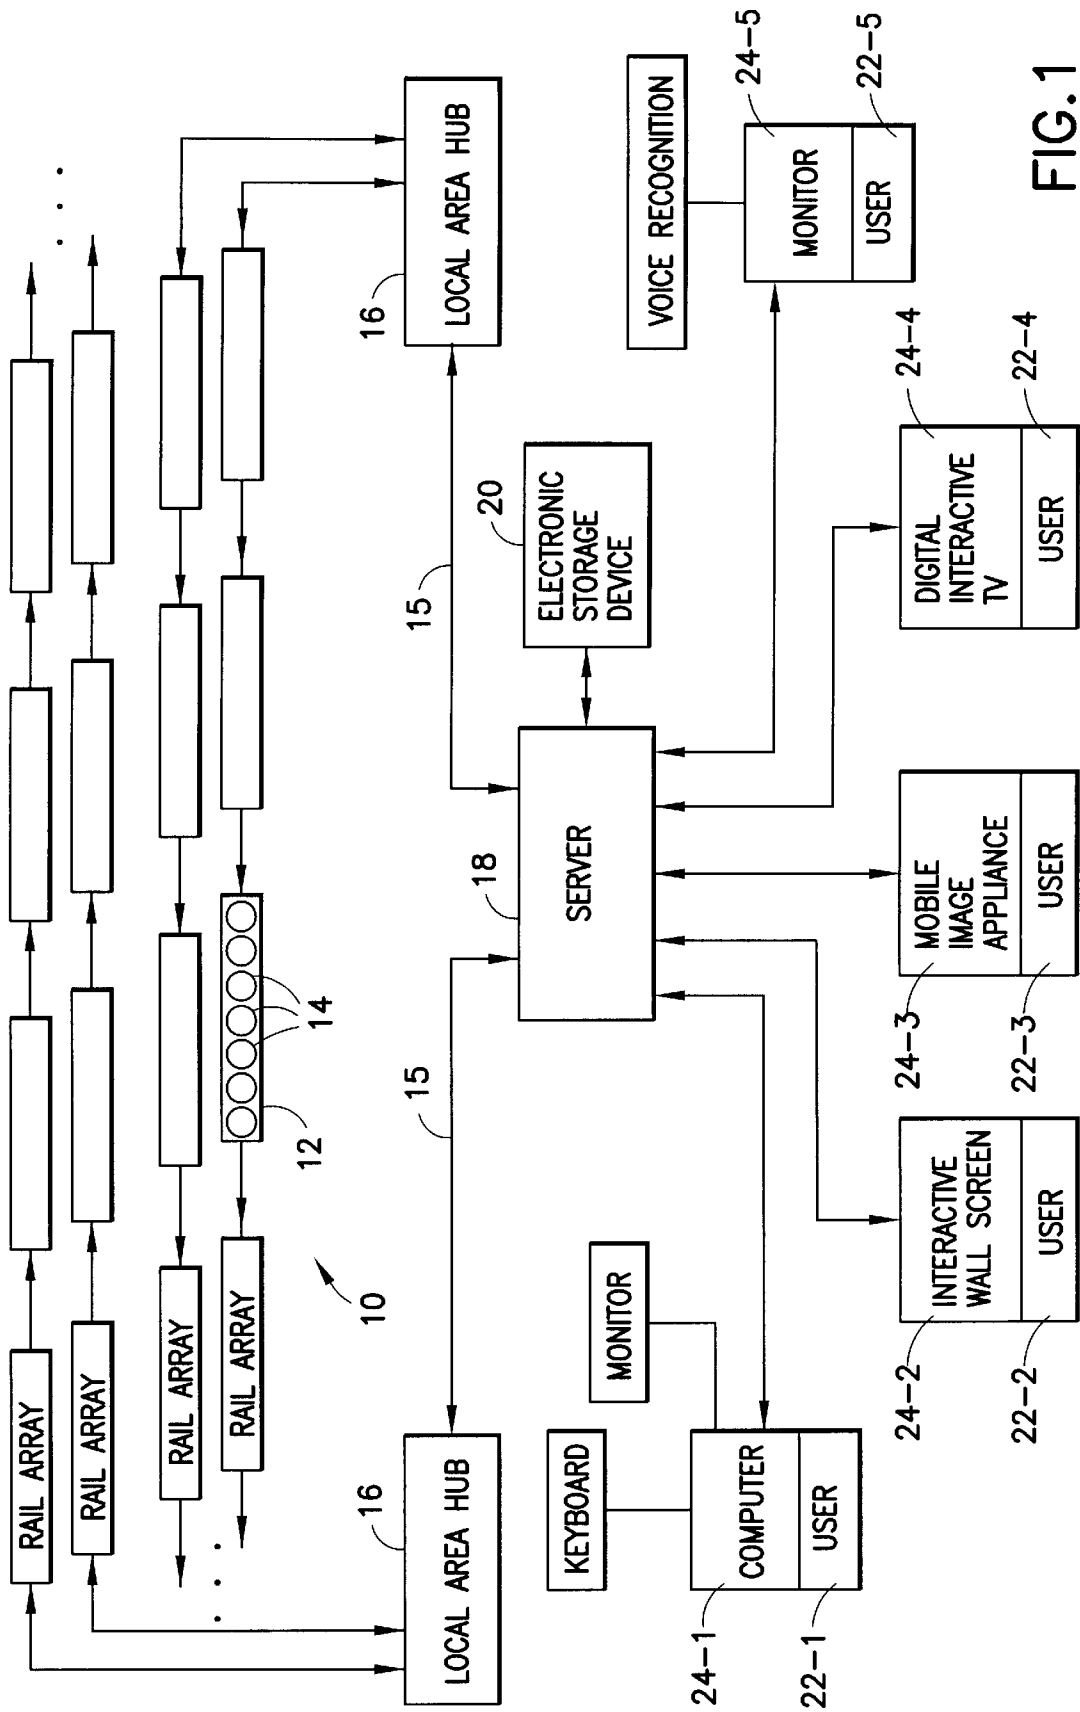 RAIL ARRAY
RAIL ARRAY
RAIL ARRAY
RAIL ARRAY
10
12
14
. . .
. . .
16
LOCAL AREA HUB
15
15
16
LOCAL AREA HUB
18
SERVER
20
ELECTRONIC
STORAGE
DEVICE
KEYBOARD
MONITOR
VOICE RECOGNITION
24-1
COMPUTER
22-1
USER
24-2
INTERACTIVE
WALL SCREEN
22-2
USER
24-3
MOBILE
IMAGE
APPLIANCE
22-3
USER
24-4
DIGITAL
INTERACTIVE
TV
22-4
USER
24-5
MONITOR
22-5
USER
FIG.1